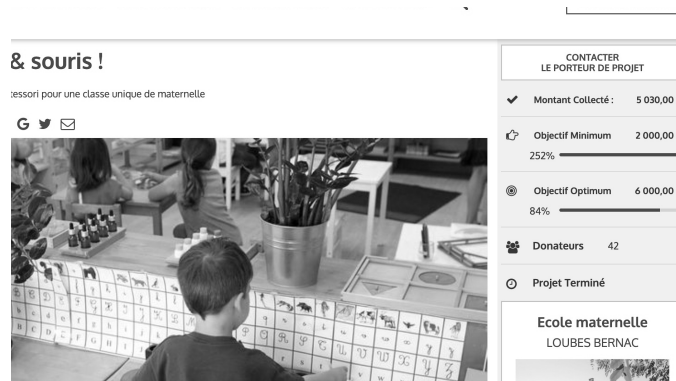 & souris !
CONTACTER
LE PORTEUR DE PROJET
tessori pour une classe unique de maternelle
Montant Collecté : 5 030,00
Objectif Minimum 2 000,00
252%
Objectif Optimum 6 000,00
84%
Donateurs 42
Projet Terminé
Ecole maternelle
LOUBES BERNAC